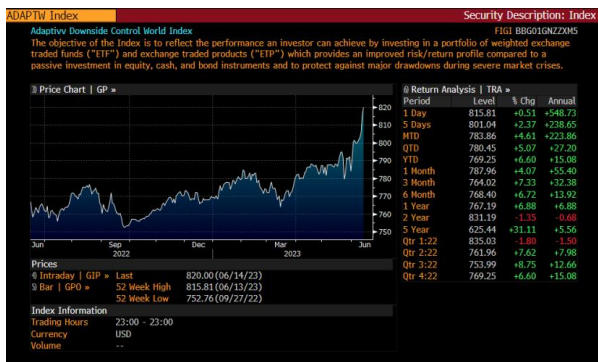 ADAPTW Index
Security Description: Index
Adaptivv Downside Control World Index
FIGI BBG01GNZZXM5
The objective of the Index is to reflect the performance an investor can achieve by investing in a portfolio of weighted exchange
traded funds ("ETF") and exchange traded products ("ETP") which provides an improved risk/return profile compared to a
passive investment in equity, cash, and bond instruments and to protect against major drawdowns during severe market crises.
Price Chart | GP »
820
810
800
790
780
770
760
750
Jun Sep Dec Mar Jun
2022 2023
Prices
Intraday | GIP » Last 820.00 (06/14/23)
Bar | GPO » 52 Week High 815.81 (06/13/23)
52 Week Low 752.76 (09/27/22)
Index Information
Trading Hours 23:00 - 23:00
Currency USD
Volume --
Return Analysis | TRA »
Period Level % Chg Annual
1 Day 815.81 +0.51 +548.73
5 Days 801.04 +2.37 +238.65
MTD 783.86 +4.61 +223.86
QTD 780.45 +5.07 +27.20
YTD 769.25 +6.60 +15.08
1 Month 787.96 +4.07 +55.40
3 Month 764.02 +7.33 +32.38
6 Month 768.40 +6.72 +13.92
1 Year 767.19 +6.88 +6.88
2 Year 831.19 -1.35 -0.68
5 Year 625.44 +31.11 +5.56
Qtr 1:22 835.03 -1.80 -1.50
Qtr 2:22 761.96 +7.62 +7.98
Qtr 3:22 753.99 +8.75 +12.66
Qtr 4:22 769.25 +6.60 +15.08